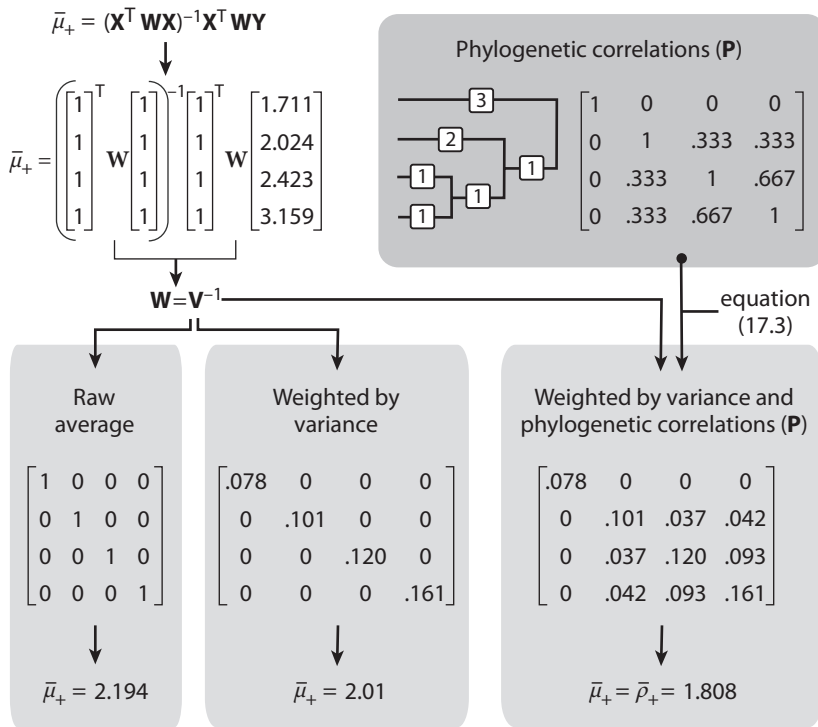 μ̄₊ = (XᵀWX)⁻¹XᵀWY
μ̄₊ = ( [1 1 1 1]ᵀ W [1 1 1 1] )⁻¹ [1 1 1 1]ᵀ W [1.711 2.024 2.423 3.159]
W=V⁻¹
Phylogenetic correlations (P)
3
2
1
1
1
1
1 0 0 0
0 1 .333 .333
0 .333 1 .667
0 .333 .667 1
equation
(17.3)
Raw
average
1 0 0 0
0 1 0 0
0 0 1 0
0 0 0 1
μ̄₊ = 2.194
Weighted by
variance
.078 0 0 0
0 .101 0 0
0 0 .120 0
0 0 0 .161
μ̄₊ = 2.01
Weighted by variance and
phylogenetic correlations (P)
.078 0 0 0
0 .101 .037 .042
0 .037 .120 .093
0 .042 .093 .161
μ̄₊ = ρ̄₊ = 1.808